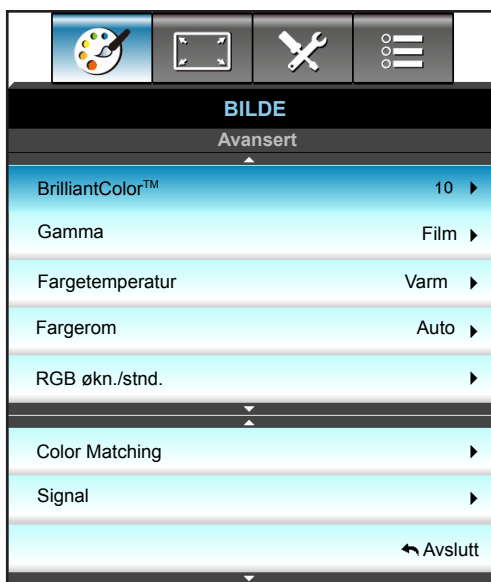 BILDE
Avansert
BrilliantColor™ 10
Gamma Film
Fargetemperatur Varm
Fargerom Auto
RGB økn./stnd.
Color Matching
Signal
Avslutt